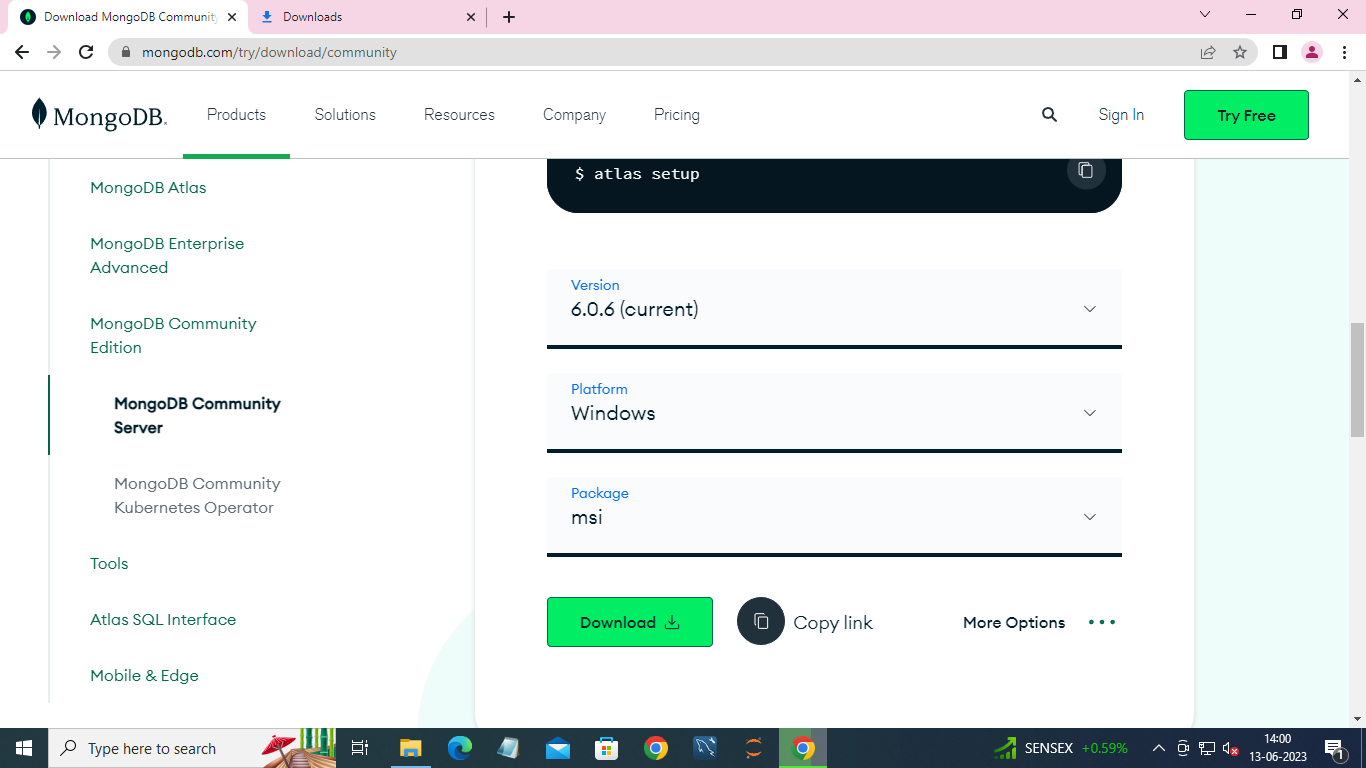 Download MongoDB Community
Downloads
mongodb.com/try/download/community
MongoDB.
Products
Solutions
Resources
Company
Pricing
Sign In
Try Free
MongoDB Atlas
MongoDB Enterprise
Advanced
MongoDB Community
Edition
MongoDB Community
Server
MongoDB Community
Kubernetes Operator
Tools
Atlas SQL Interface
Mobile & Edge
$ atlas setup
Version
6.0.6 (current)
Platform
Windows
Package
msi
Download
Copy link
More Options
Type here to search
SENSEX +0.59%
14:00
13-06-2023
1